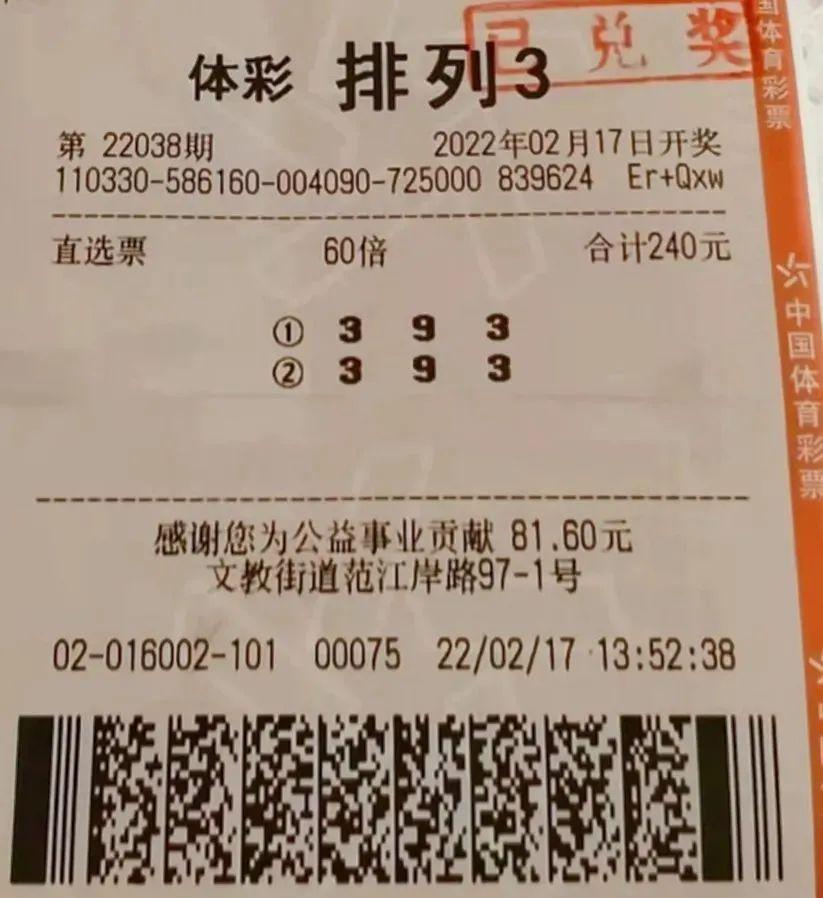 已兑奖
体彩 排列3
第 22038期 2022年02月17日开奖
110330-586160-004090-725000 839624 Er+Qxw
直选票 60倍 合计240元
① 3 9 3
② 3 9 3
感谢您为公益事业贡献 81.60元
文教街道范江岸路97-1号
02-016002-101 00075 22/02/17 13:52:38
国体育彩票
中国体育彩票